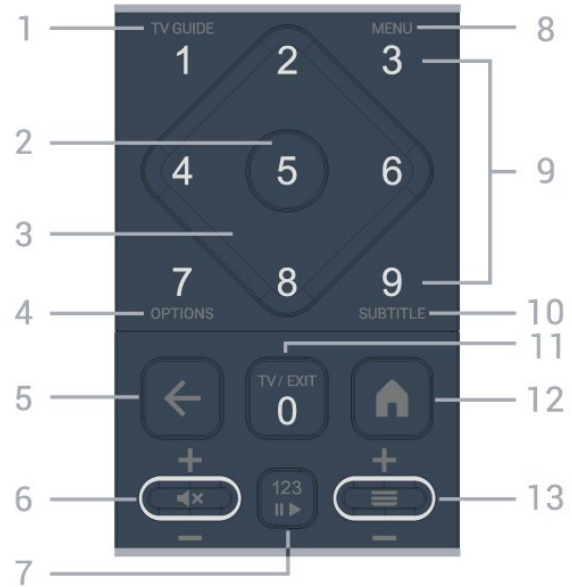 1 TV GUIDE MENU 8
1 2 3
2
4 5 6 9
3
7 8 9
4 OPTIONS SUBTITLE 10
11
5 TV / EXIT 12
0
+ +
6 123 13
− −
7